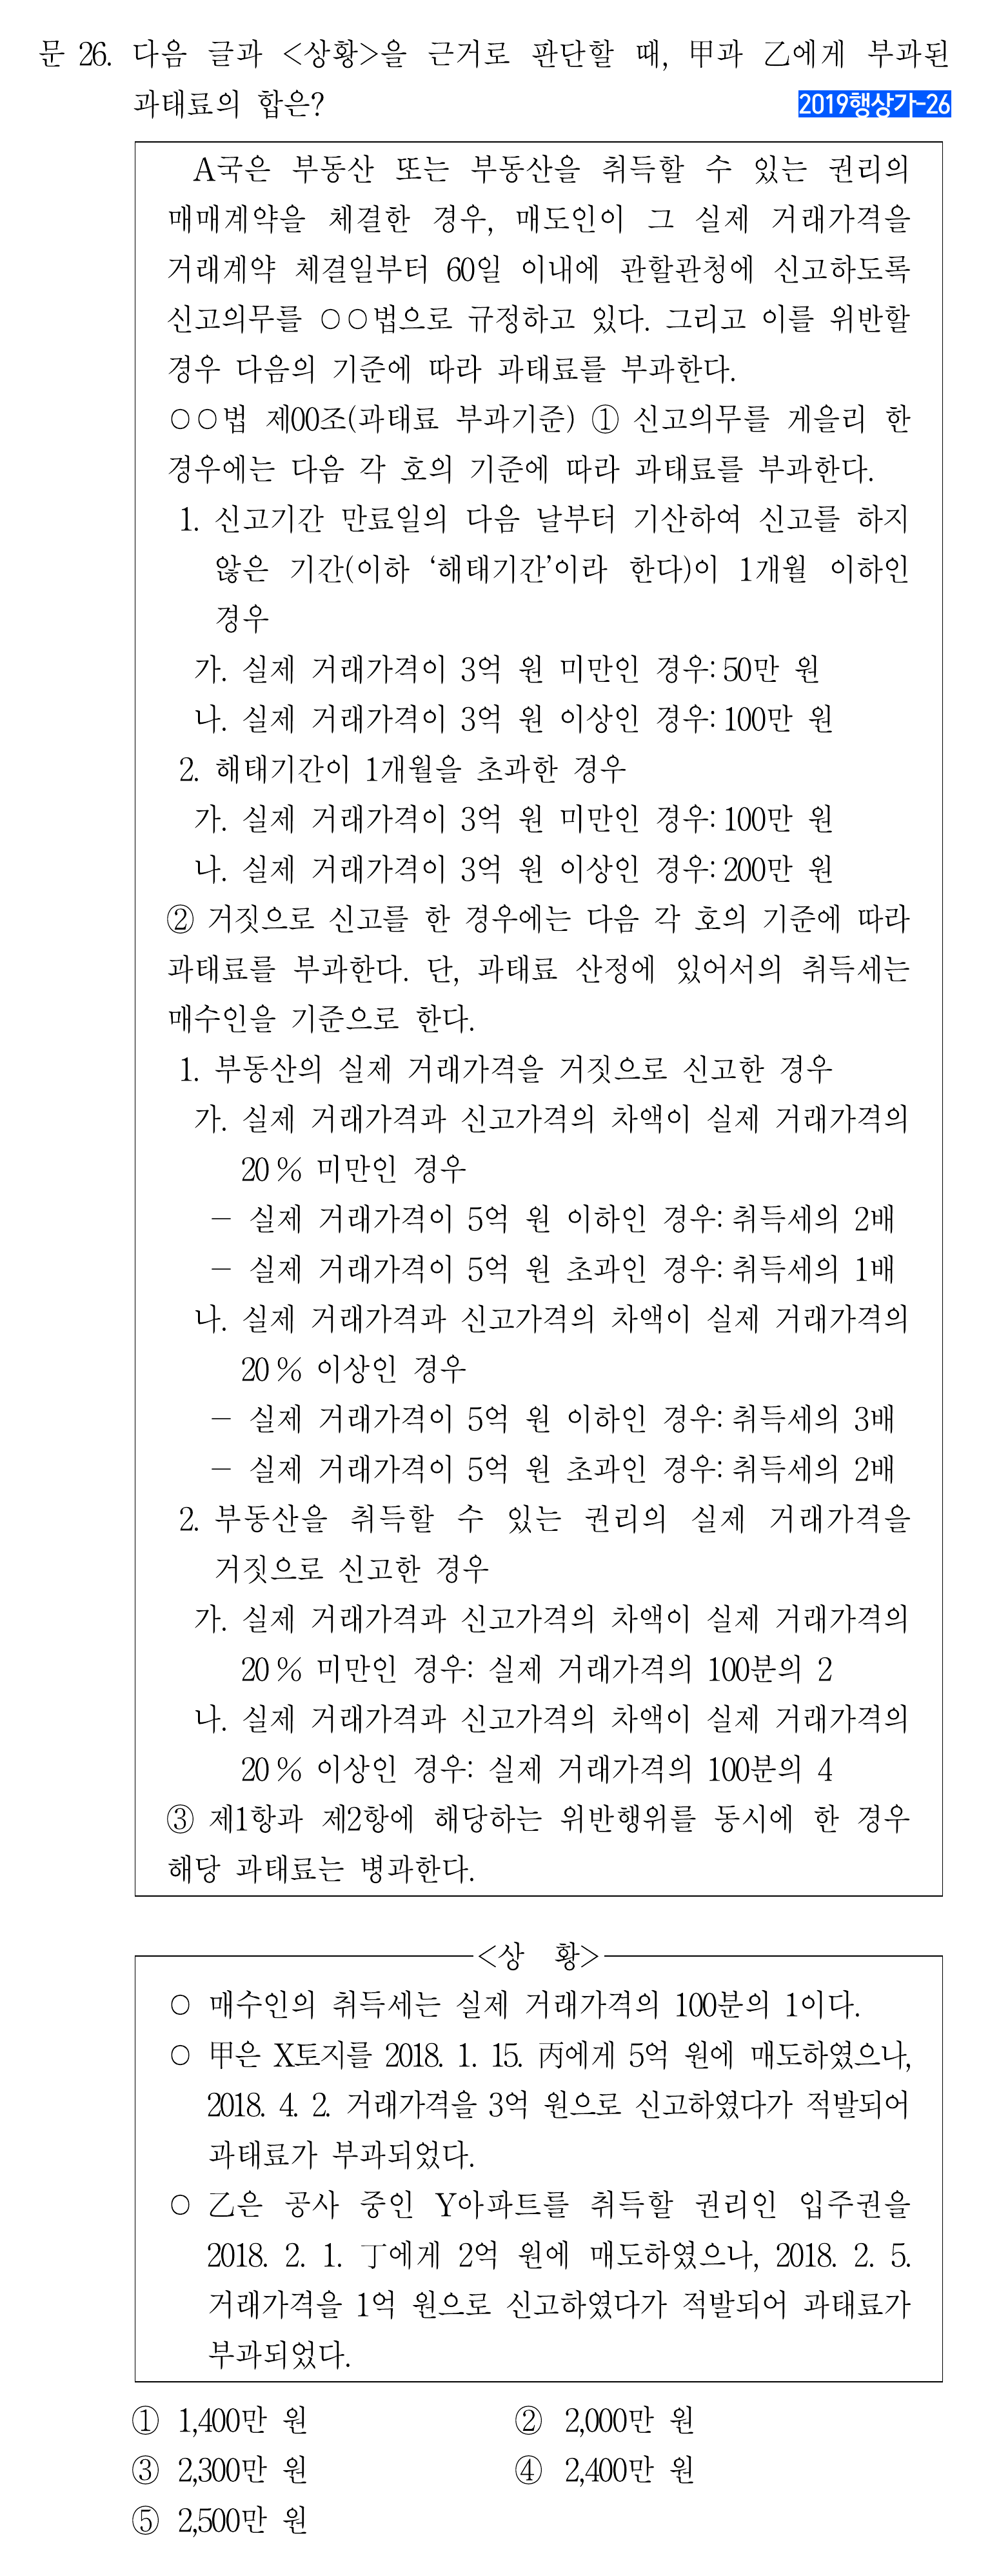 문 26. 다음 글과 <상황>을 근거로 판단할 때, 甲과 乙에게 부과된
과태료의 합은?
2019행상가-26
A국은 부동산 또는 부동산을 취득할 수 있는 권리의
매매계약을 체결한 경우, 매도인이 그 실제 거래가격을
거래계약 체결일부터 60일 이내에 관할관청에 신고하도록
신고의무를 ○○법으로 규정하고 있다. 그리고 이를 위반할
경우 다음의 기준에 따라 과태료를 부과한다.
○○법 제00조(과태료 부과기준) ① 신고의무를 게을리 한
경우에는 다음 각 호의 기준에 따라 과태료를 부과한다.
1. 신고기간 만료일의 다음 날부터 기산하여 신고를 하지
않은 기간(이하 ‘해태기간’이라 한다)이 1개월 이하인
경우
가. 실제 거래가격이 3억 원 미만인 경우: 50만 원
나. 실제 거래가격이 3억 원 이상인 경우: 100만 원
2. 해태기간이 1개월을 초과한 경우
가. 실제 거래가격이 3억 원 미만인 경우: 100만 원
나. 실제 거래가격이 3억 원 이상인 경우: 200만 원
② 거짓으로 신고를 한 경우에는 다음 각 호의 기준에 따라
과태료를 부과한다. 단, 과태료 산정에 있어서의 취득세는
매수인을 기준으로 한다.
1. 부동산의 실제 거래가격을 거짓으로 신고한 경우
가. 실제 거래가격과 신고가격의 차액이 실제 거래가격의
20% 미만인 경우
- 실제 거래가격이 5억 원 이하인 경우: 취득세의 2배
- 실제 거래가격이 5억 원 초과인 경우: 취득세의 1배
나. 실제 거래가격과 신고가격의 차액이 실제 거래가격의
20% 이상인 경우
- 실제 거래가격이 5억 원 이하인 경우: 취득세의 3배
- 실제 거래가격이 5억 원 초과인 경우: 취득세의 2배
2. 부동산을 취득할 수 있는 권리의 실제 거래가격을
거짓으로 신고한 경우
가. 실제 거래가격과 신고가격의 차액이 실제 거래가격의
20% 미만인 경우: 실제 거래가격의 100분의 2
나. 실제 거래가격과 신고가격의 차액이 실제 거래가격의
20% 이상인 경우: 실제 거래가격의 100분의 4
③ 제1항과 제2항에 해당하는 위반행위를 동시에 한 경우
해당 과태료는 병과한다.
<상 황>
○ 매수인의 취득세는 실제 거래가격의 100분의 1이다.
○ 甲은 X토지를 2018. 1. 15. 丙에게 5억 원에 매도하였으나,
2018. 4. 2. 거래가격을 3억 원으로 신고하였다가 적발되어
과태료가 부과되었다.
○ 乙은 공사 중인 Y아파트를 취득할 권리인 입주권을
2018. 2. 1. 丁에게 2억 원에 매도하였으나, 2018. 2. 5.
거래가격을 1억 원으로 신고하였다가 적발되어 과태료가
부과되었다.
① 1,400만 원 ② 2,000만 원
③ 2,300만 원 ④ 2,400만 원
⑤ 2,500만 원